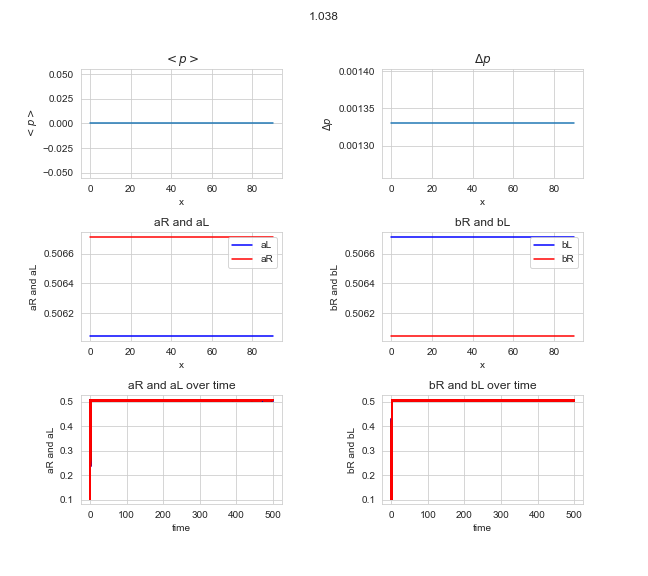 1.038
< p >
Δp
0.050
0.025
0.000
−0.025
−0.050
< p >
0 20 40 60 80
x
0.00140
0.00135
0.00130
Δp
0 20 40 60 80
x
aR and aL
bR and bL
0.5066
0.5064
0.5062
aR and aL
aL
aR
0 20 40 60 80
x
0.5066
0.5064
0.5062
bR and bL
bL
bR
0 20 40 60 80
x
aR and aL over time
bR and bL over time
0.5
0.4
0.3
0.2
0.1
aR and aL
0 100 200 300 400 500
time
0.5
0.4
0.3
0.2
0.1
bR and bL
0 100 200 300 400 500
time